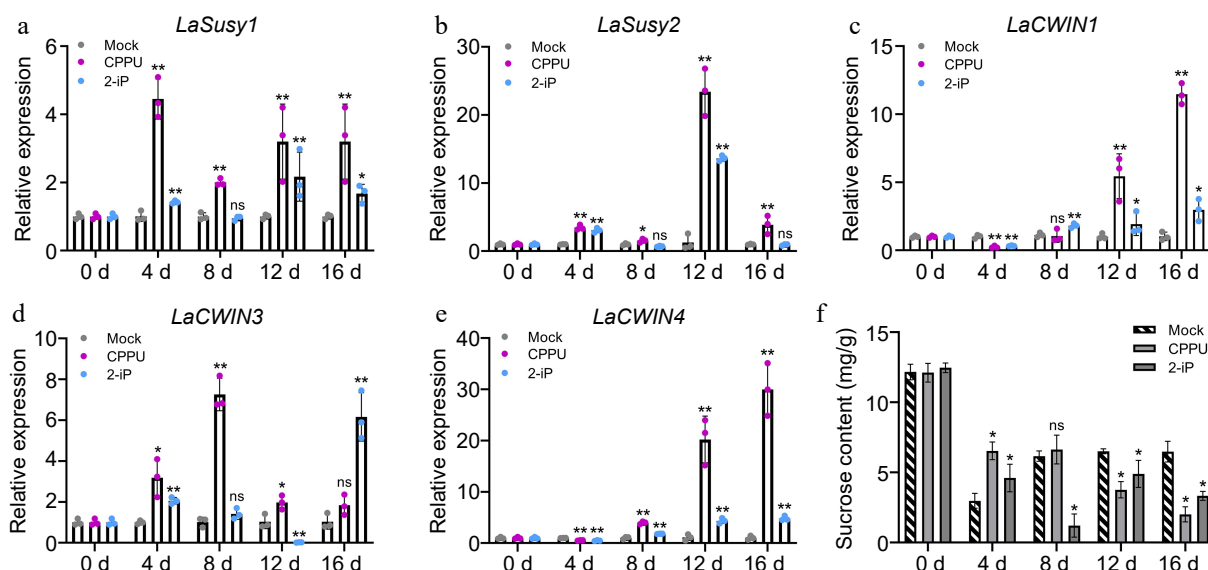 a
LaSusy1
Relative expression
6
4
2
0
Mock
CPPU
2-iP
** ** ** ns ** ** ** *
0 d 4 d 8 d 12 d 16 d
b
LaSusy2
Relative expression
30
20
10
0
Mock
CPPU
2-iP
** ** * ns ** ** ** ns
0 d 4 d 8 d 12 d 16 d
c
LaCWIN1
Relative expression
15
10
5
0
Mock
CPPU
2-iP
** ** ns ** ** * ** *
0 d 4 d 8 d 12 d 16 d
d
LaCWIN3
Relative expression
10
8
6
4
2
0
Mock
CPPU
2-iP
* ** ** ns * ** ns **
0 d 4 d 8 d 12 d 16 d
e
LaCWIN4
Relative expression
40
30
20
10
0
Mock
CPPU
2-iP
** ** ** ** ** ** ** **
0 d 4 d 8 d 12 d 16 d
f
Sucrose content (mg/g)
15
10
5
0
Mock
CPPU
2-iP
* * ns * * * * *
0 d 4 d 8 d 12 d 16 d